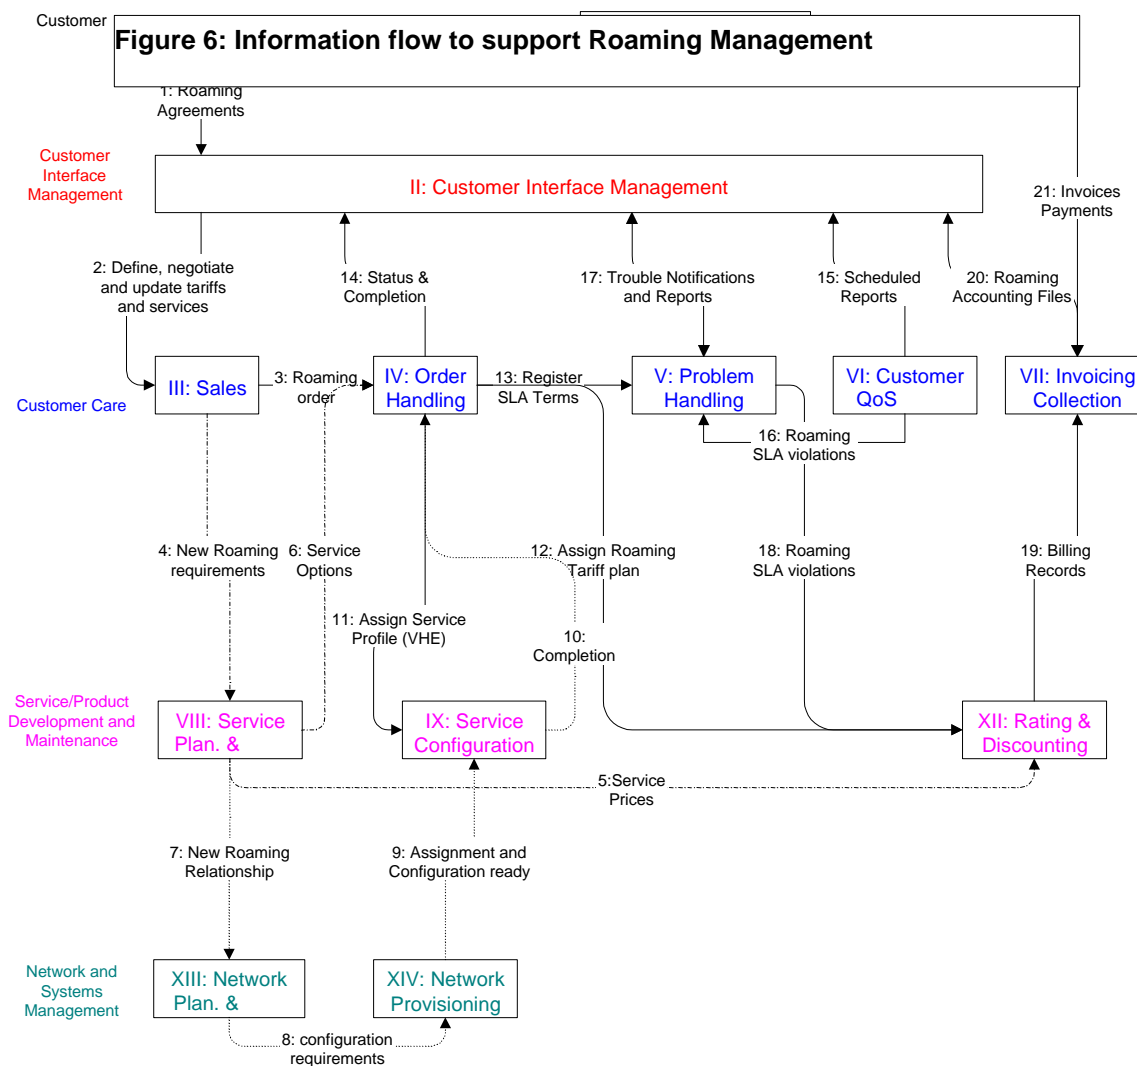 Customer
Figure 6: Information flow to support Roaming Management
1: Roaming
Agreements
Customer
Interface
Management
II: Customer Interface Management
21: Invoices
Payments
2: Define, negotiate
and update tariffs
and services
14: Status &
Completion
17: Trouble Notifications
and Reports
15: Scheduled
Reports
20: Roaming
Accounting Files
Customer Care
III: Sales
3: Roaming
order
IV: Order
Handling
13: Register
SLA Terms
V: Problem
Handling
VI: Customer
QoS
VII: Invoicing
Collection
16: Roaming
SLA violations
4: New Roaming
requirements
6: Service
Options
12: Assign Roaming
Tariff plan
18: Roaming
SLA violations
19: Billing
Records
11: Assign Service
Profile (VHE)
10:
Completion
Service/Product
Development and
Maintenance
VIII: Service
Plan. &
IX: Service
Configuration
XII: Rating &
Discounting
5:Service
Prices
7: New Roaming
Relationship
9: Assignment and
Configuration ready
Network and
Systems
Management
XIII: Network
Plan. &
XIV: Network
Provisioning
8: configuration
requirements